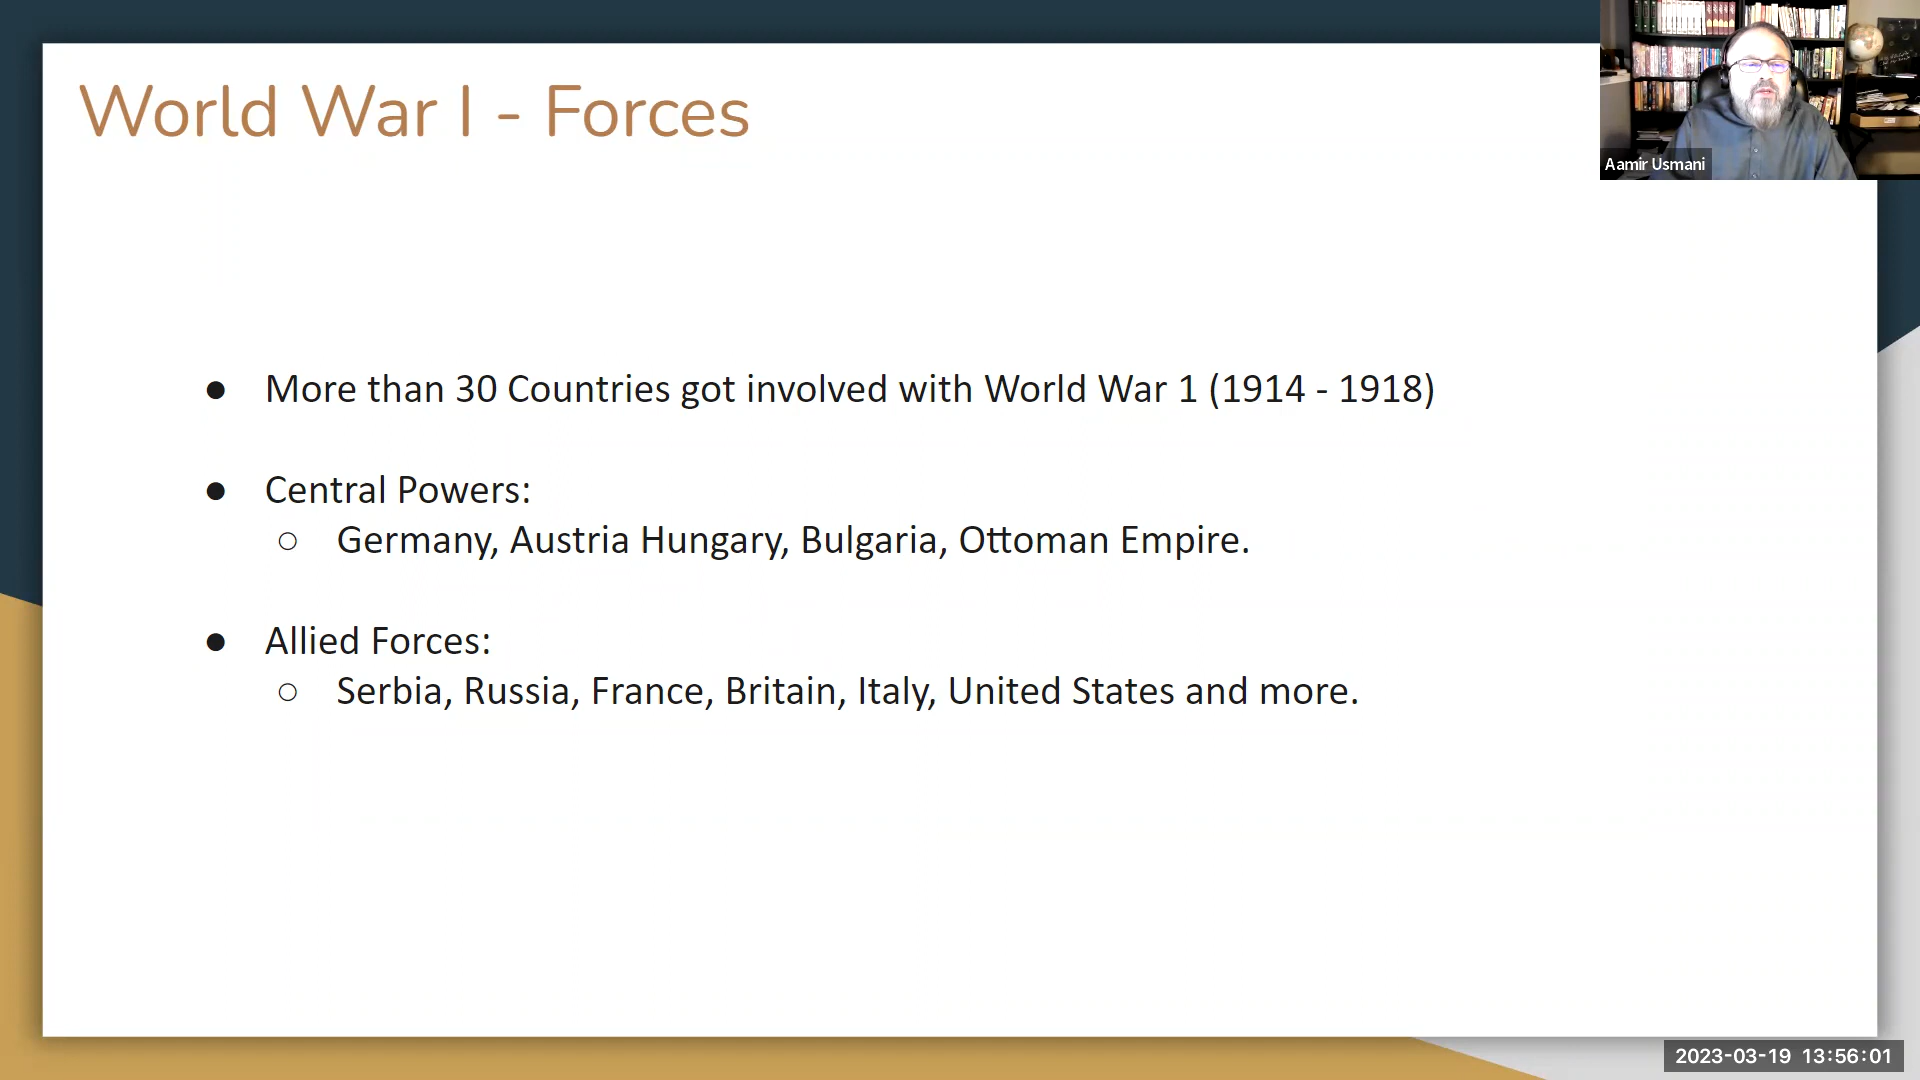 World War I - Forces
Aamir Usmani
● More than 30 Countries got involved with World War 1 (1914 - 1918)
● Central Powers:
○ Germany, Austria Hungary, Bulgaria, Ottoman Empire.
● Allied Forces:
○ Serbia, Russia, France, Britain, Italy, United States and more.
2023-03-19 13:56:01